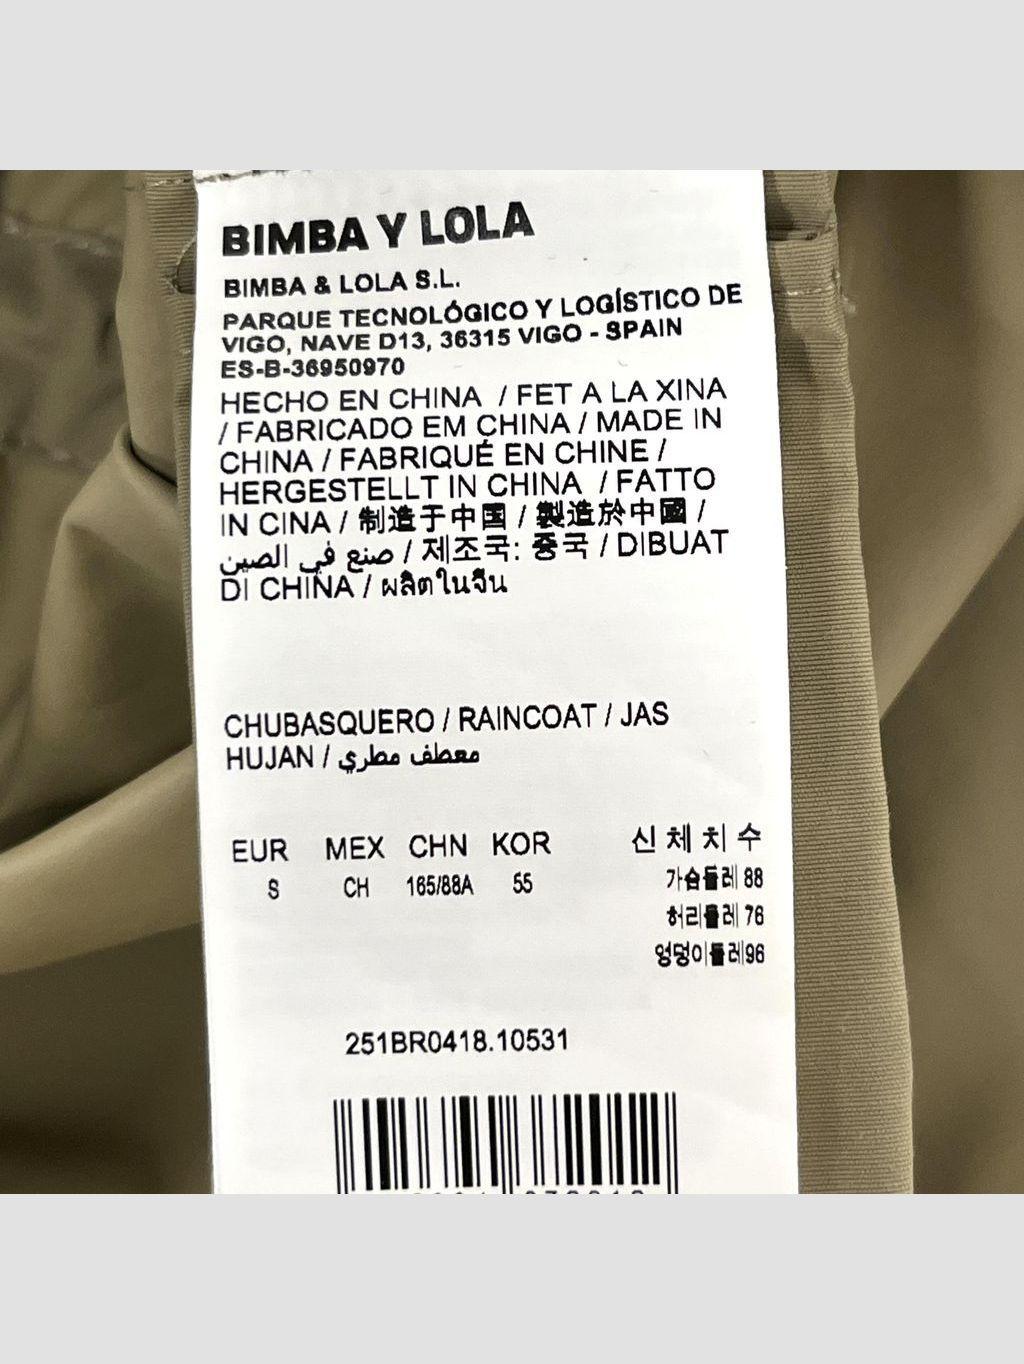 BIMBA Y LOLA
BIMBA & LOLA S.L.
PARQUE TECNOLÓGICO Y LOGÍSTICO DE
VIGO, NAVE D13, 36315 VIGO - SPAIN
ES-B-36950970
HECHO EN CHINA / FET A LA XINA
/ FABRICADO EM CHINA / MADE IN
CHINA / FABRIQUÉ EN CHINE /
HERGESTELLT IN CHINA / FATTO
IN CINA / 制造于中国 / 製造於中國 /
صنع في الصين / 제조국: 중국 / DIBUAT
DI CHINA / ผลิตในจีน
CHUBASQUERO / RAINCOAT / JAS
HUJAN / معطف مطري
EUR MEX CHN KOR 신체치수
S CH 165/88A 55 가슴둘레 88
허리둘레 76
엉덩이둘레96
251BR0418.10531